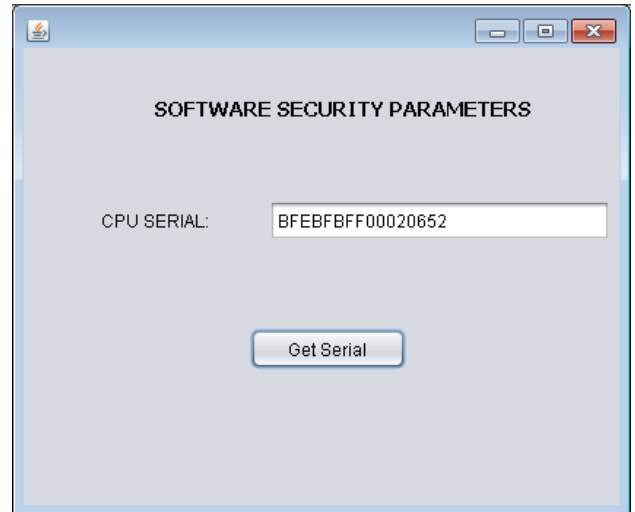 SOFTWARE SECURITY PARAMETERS
CPU SERIAL: BFEBFBFF00020652
Get Serial